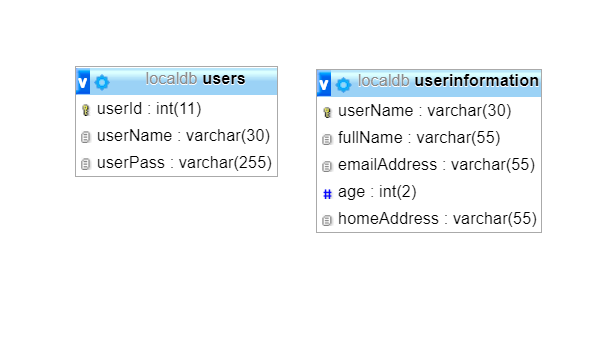 v localdb users
userId : int(11)
userName : varchar(30)
userPass : varchar(255)
v localdb userinformation
userName : varchar(30)
fullName : varchar(55)
emailAddress : varchar(55)
# age : int(2)
homeAddress : varchar(55)